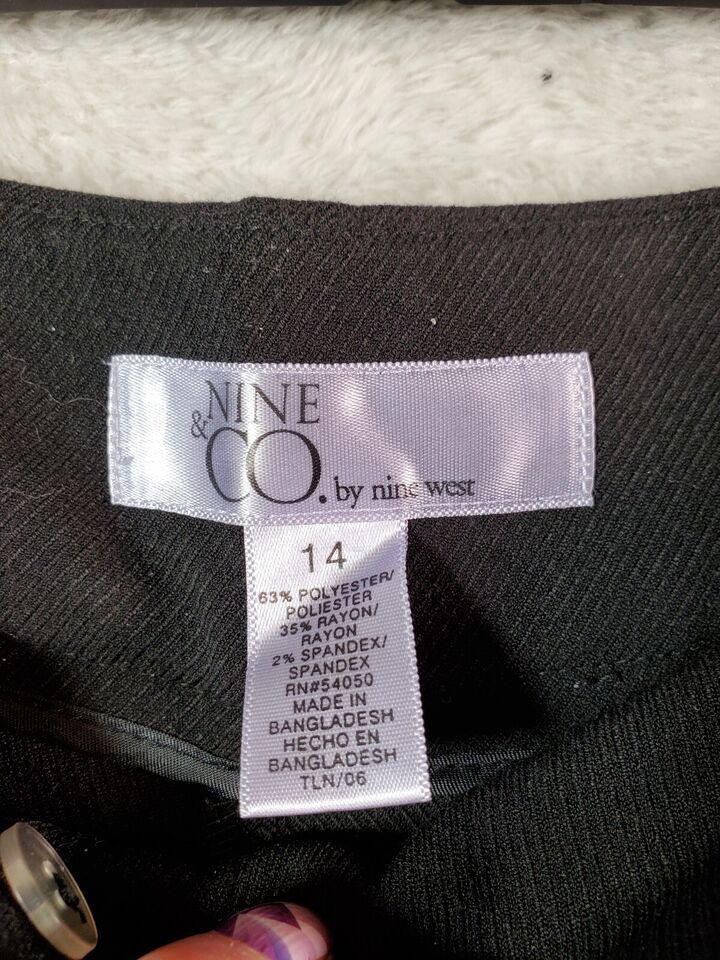 NINE
& CO. by nine west
14
63% POLYESTER/
POLIESTER
35% RAYON/
RAYON
2% SPANDEX/
SPANDEX
RN#54050
MADE IN
BANGLADESH
HECHO EN
BANGLADESH
TLN/06